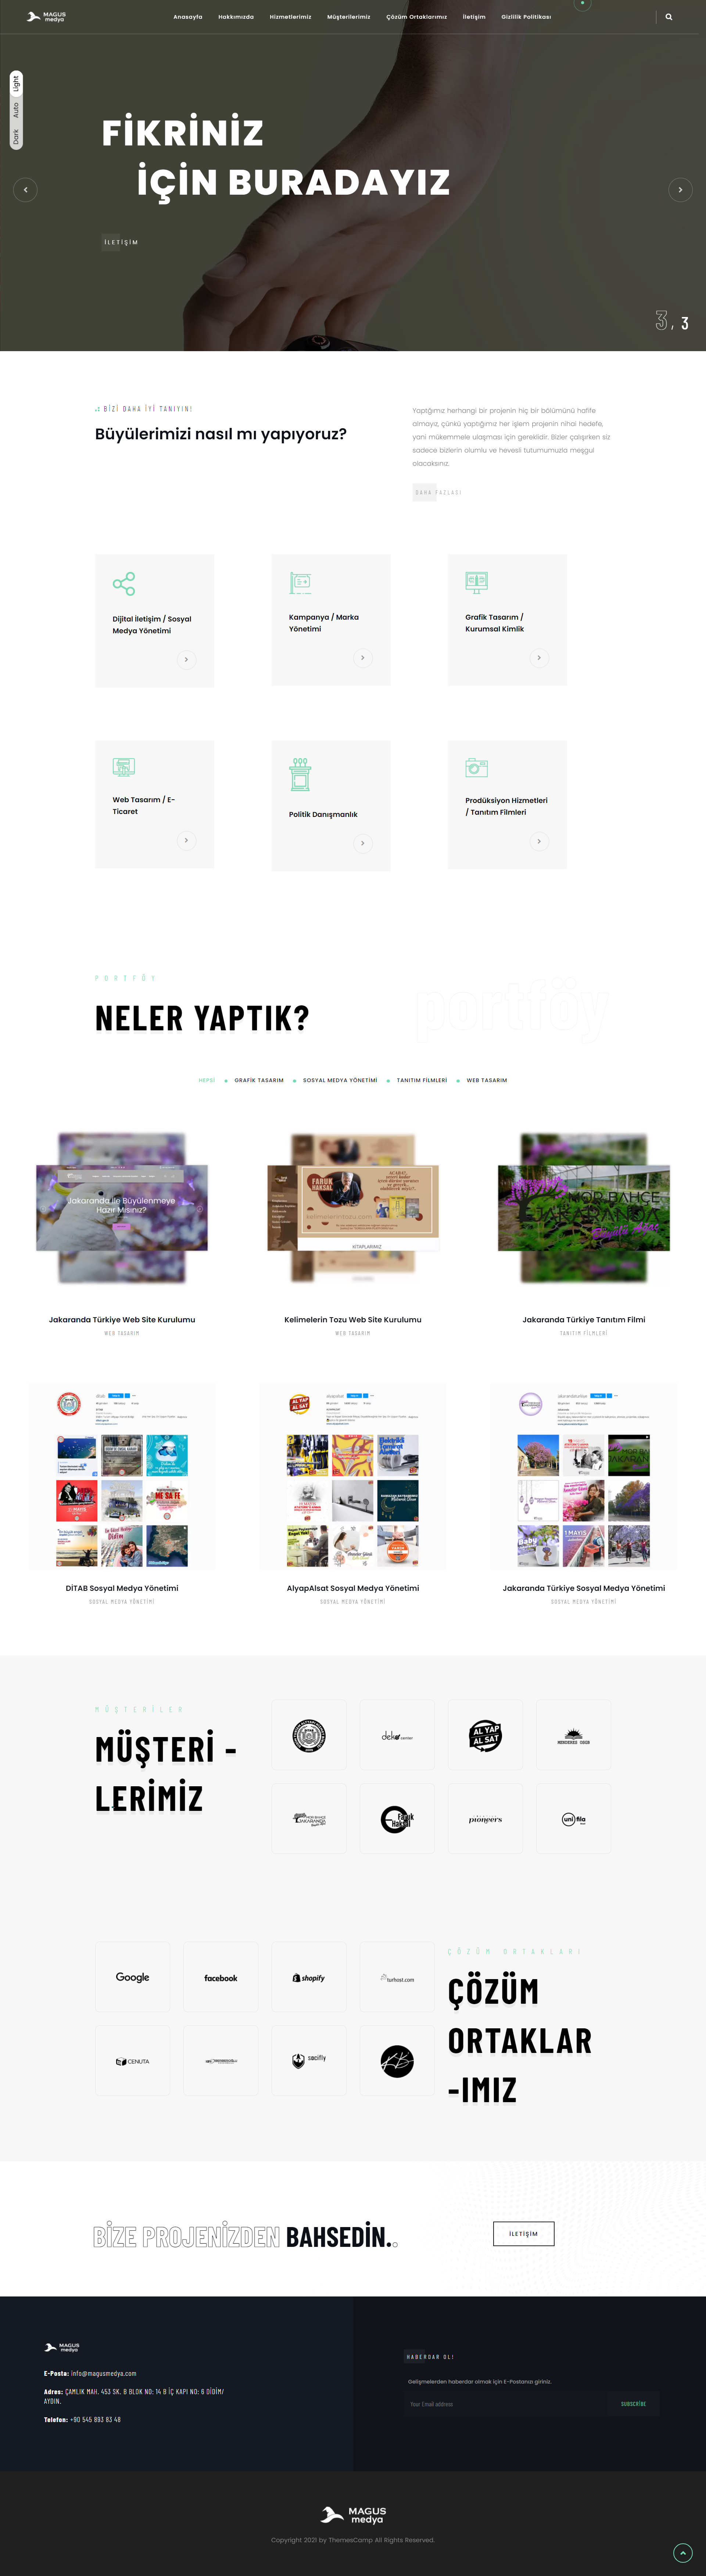 MAGUS
medya
Anasayfa
Hakkımızda
Hizmetlerimiz
Müşterilerimiz
Çözüm Ortaklarımız
İletişim
Gizlilik Politikası
Light
Auto
Dark
FİKRİNİZ
İÇİN BURADAYIZ
İLETİŞİM
3, 3
BİZİ DAHA İYİ TANIYIN!
Büyülerimizi nasıl mı yapıyoruz?
Yaptığımız herhangi bir projenin hiç bir bölümünü hafife
almayız, çünkü yaptığımız her işlem projenin nihai hedefe,
yani mükemmele ulaşması için gereklidir. Bizler çalışırken siz
sadece bizlerin olumlu ve hevesli tutumumuzla meşgul
olacaksınız.
DAHA FAZLASI
Dijital İletişim / Sosyal
Medya Yönetimi
Kampanya / Marka
Yönetimi
Grafik Tasarım /
Kurumsal Kimlik
Web Tasarım / E-
Ticaret
Politik Danışmanlık
Prodüksiyon Hizmetleri
/ Tanıtım Filmleri
PORTFÖY
portföy
NELER YAPTIK?
HEPSİ
GRAFİK TASARIM
SOSYAL MEDYA YÖNETİMİ
TANITIM FİLMLERİ
WEB TASARIM
Jakaranda ile Büyülenmeye
Hazır Mısınız?
FARUK
HAKSAL
KİTAPLARIMIZ
MOR BAHÇE
JAKARANDA
Jakaranda Türkiye Web Site Kurulumu
WEB TASARIM
Kelimelerin Tozu Web Site Kurulumu
WEB TASARIM
Jakaranda Türkiye Tanıtım Filmi
TANITIM FİLMLERİ
DİTAB Sosyal Medya Yönetimi
SOSYAL MEDYA YÖNETİMİ
AlyapAlsat Sosyal Medya Yönetimi
SOSYAL MEDYA YÖNETİMİ
Jakaranda Türkiye Sosyal Medya Yönetimi
SOSYAL MEDYA YÖNETİMİ
MÜŞTERİLER
MÜŞTERİ -
LERİMİZ
deko center
AL YAP
AL SAT
JAKARANDA
Faruk
Haksal
pioneers
unifila
Google
facebook
shopify
turhost.com
CENUTA
socifly
ÇÖZÜM ORTAKLARI
ÇÖZÜM
ORTAKLAR
-IMIZ
BİZE PROJENİZDEN BAHSEDİN.
İLETİŞİM
MAGUS
medya
E-Posta: info@magusmedya.com
Adres: ÇAMLIK MAH. 453 SK. B BLOK NO: 14 B İÇ KAPI NO: 6 DİDİM/
AYDIN.
Telefon: +90 545 893 83 48
HABERDAR OL!
Gelişmelerden haberdar olmak için E-Postanızı giriniz.
Your Email address
SUBSCRIBE
MAGUS
medya
Copyright 2021 by ThemesCamp All Rights Reserved.